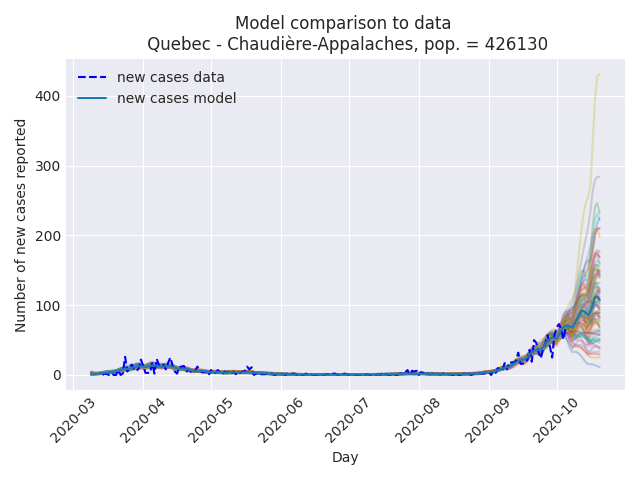 Model comparison to data
Quebec - Chaudière-Appalaches, pop. = 426130
new cases data
new cases model
Number of new cases reported
400
300
200
100
0
2020-03
2020-04
2020-05
2020-06
2020-07
2020-08
2020-09
2020-10
Day